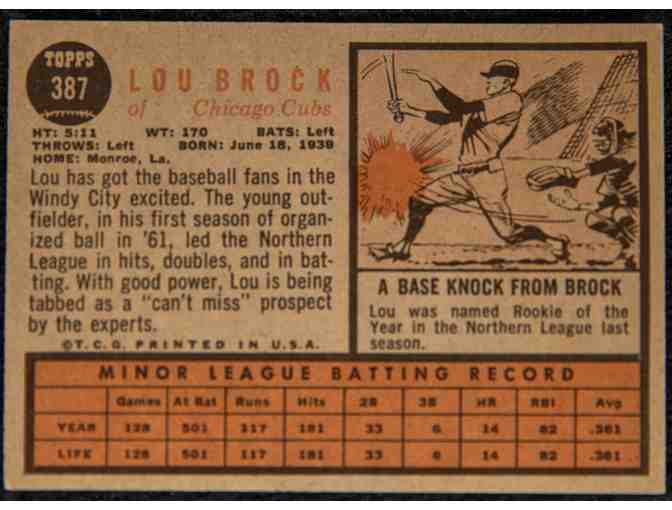 TOPPS
387
LOU BROCK
of Chicago Cubs
HT: 5:11 WT: 170 BATS: Left
THROWS: Left BORN: June 18, 1939
HOME: Monroe, La.
Lou has got the baseball fans in the
Windy City excited. The young out-
fielder, in his first season of organ-
ized ball in '61, led the Northern
League in hits, doubles, and in bat-
ting. With good power, Lou is being
tabbed as a "can't miss" prospect
by the experts.
©T.C.G. PRINTED IN U.S.A.
A BASE KNOCK FROM BROCK
Lou was named Rookie of the
Year in the Northern League last
season.
MINOR LEAGUE BATTING RECORD
Games At Bat Runs Hits 2B 3B HR RBI Avg
YEAR 128 501 117 181 33 6 14 82 .361
LIFE 128 501 117 181 33 6 14 82 .361